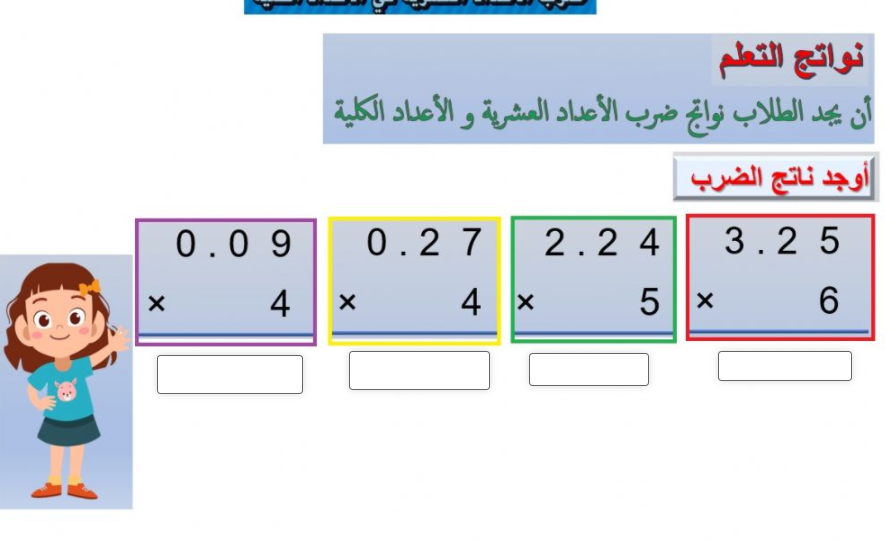 نواتج التعلم
أن يجد الطلاب نواتج ضرب الأعداد العشرية و الأعداد الكلية
أوجد ناتج الضرب
3.25
× 6
2.24
× 5
0.27
× 4
0.09
× 4